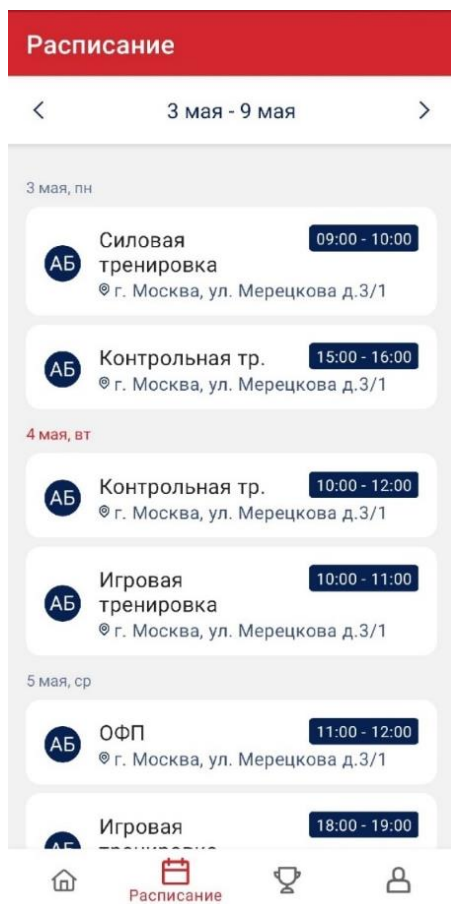 Расписание
3 мая - 9 мая
3 мая, пн
АБ
Силовая
тренировка
09:00 - 10:00
г. Москва, ул. Мерецкова д.3/1
АБ
Контрольная тр.
15:00 - 16:00
г. Москва, ул. Мерецкова д.3/1
4 мая, вт
АБ
Контрольная тр.
10:00 - 12:00
г. Москва, ул. Мерецкова д.3/1
АБ
Игровая
тренировка
10:00 - 11:00
г. Москва, ул. Мерецкова д.3/1
5 мая, ср
АБ
ОФП
11:00 - 12:00
г. Москва, ул. Мерецкова д.3/1
Игровая
18:00 - 19:00
Расписание